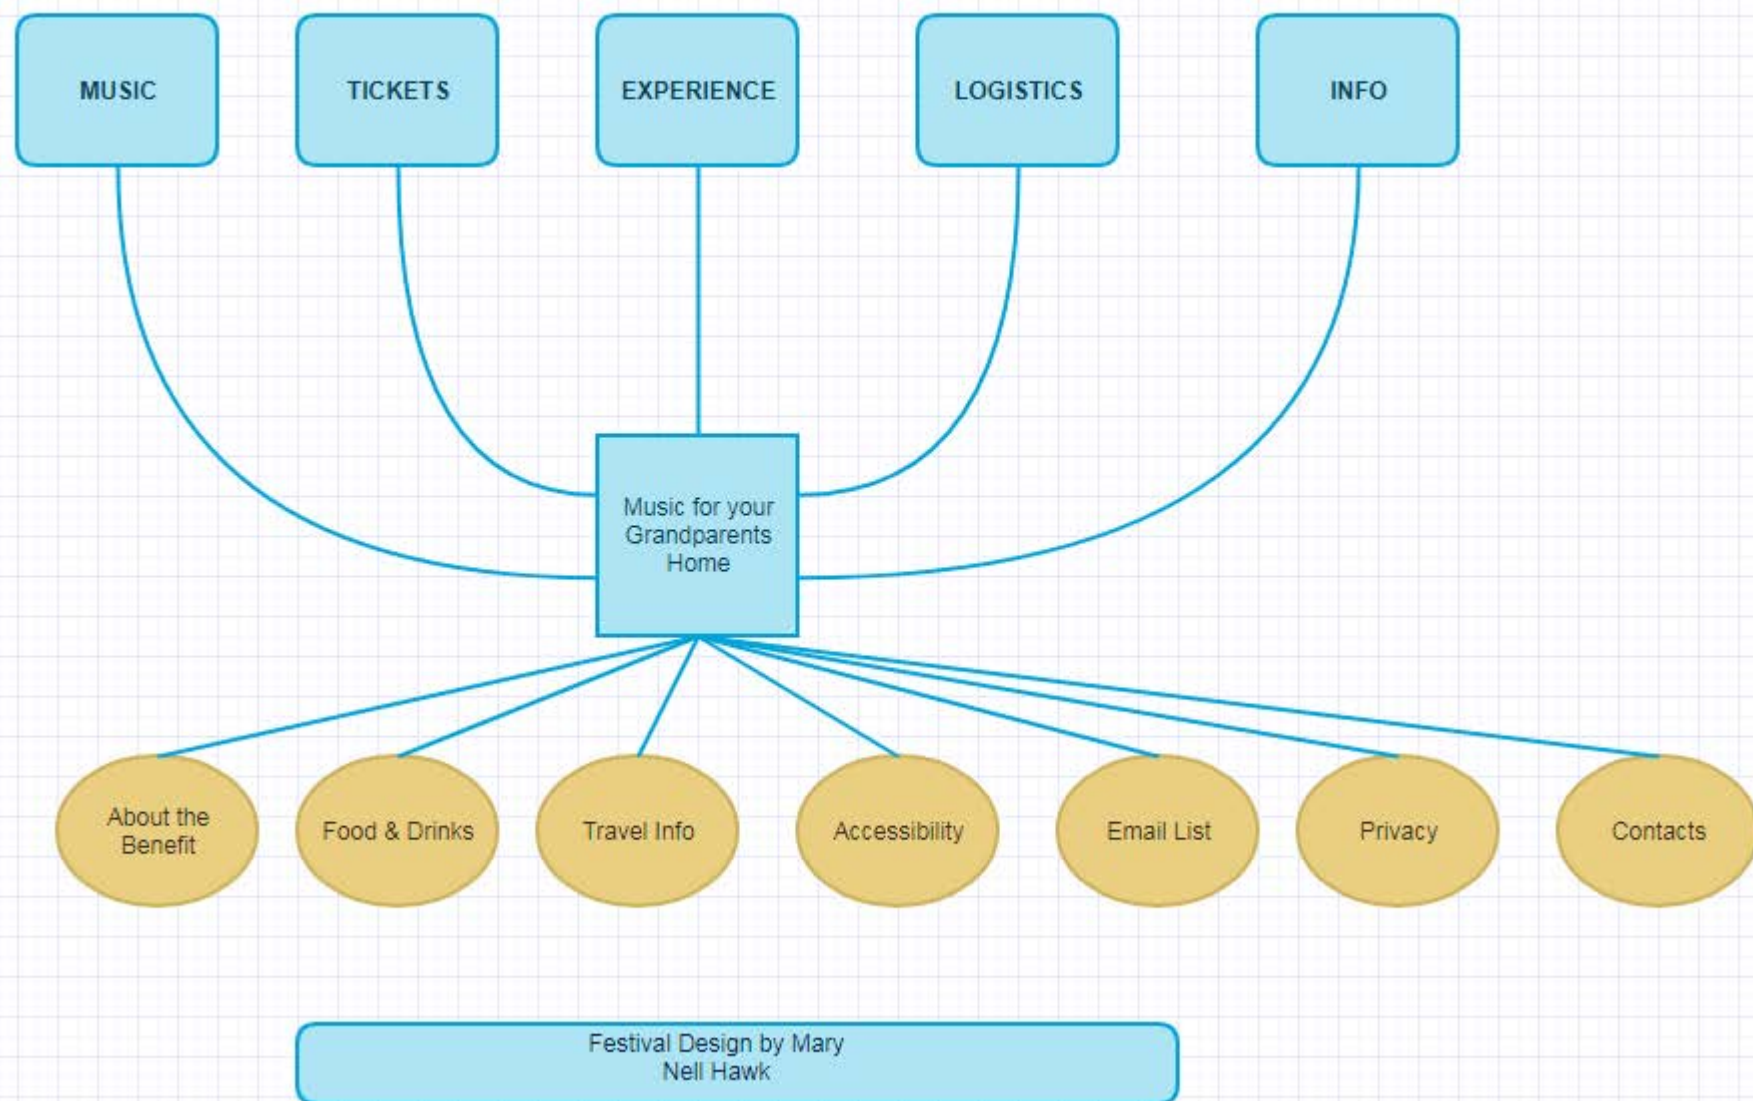 MUSIC
TICKETS
EXPERIENCE
LOGISTICS
INFO
Music for your
Grandparents
Home
About the
Benefit
Food & Drinks
Travel Info
Accessibility
Email List
Privacy
Contacts
Festival Design by Mary
Nell Hawk